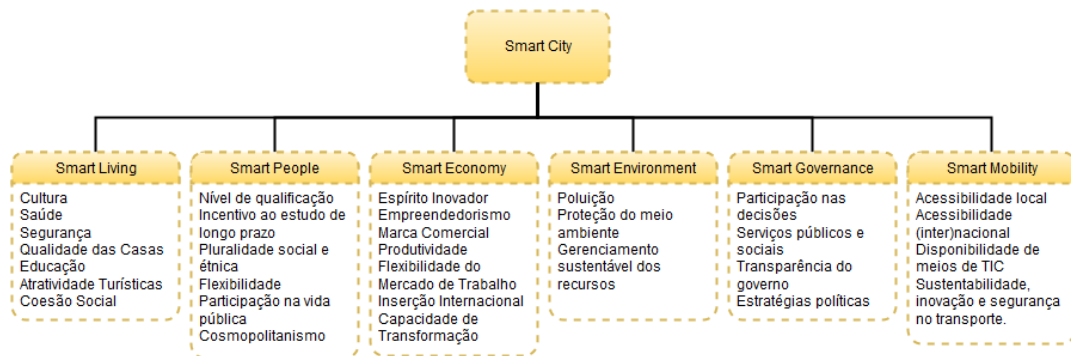 Smart City
Smart Living
Cultura
Saúde
Segurança
Qualidade das Casas
Educação
Atratividade Turísticas
Coesão Social
Smart People
Nível de qualificação
Incentivo ao estudo de
longo prazo
Pluralidade social e
étnica
Flexibilidade
Participação na vida
pública
Cosmopolitanismo
Smart Economy
Espírito Inovador
Empreendedorismo
Marca Comercial
Produtividade
Flexibilidade do
Mercado de Trabalho
Inserção Internacional
Capacidade de
Transformação
Smart Environment
Poluição
Proteção do meio
ambiente
Gerenciamento
sustentável dos
recursos
Smart Governance
Participação nas
decisões
Serviços públicos e
sociais
Transparência do
governo
Estratégias políticas
Smart Mobility
Acessibilidade local
Acessibilidade
(inter)nacional
Disponibilidade de
meios de TIC
Sustentabilidade,
inovação e segurança
no transporte.